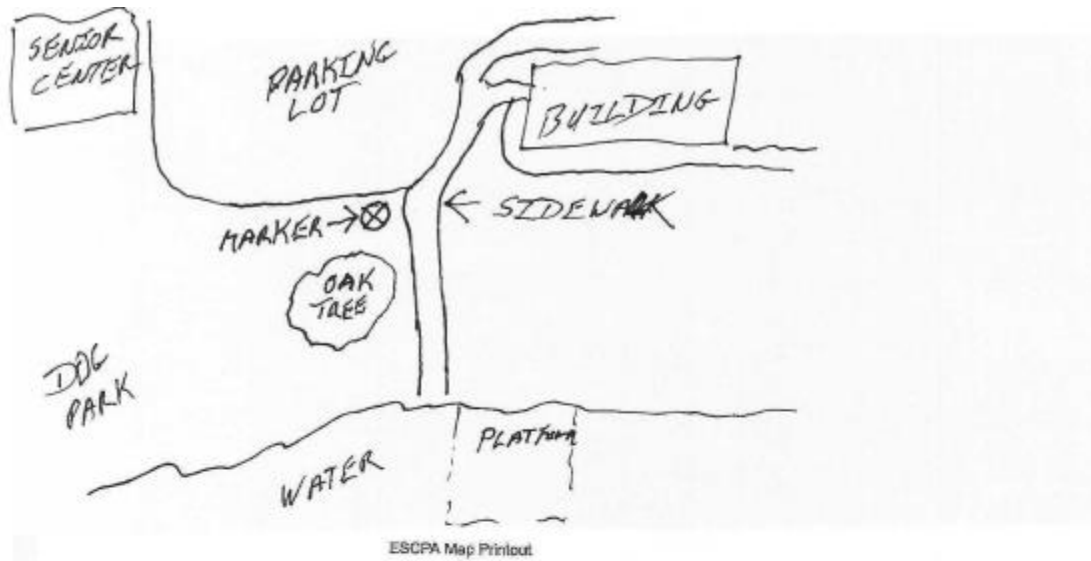 SENIOR
CENTER
PARKING
LOT
BUILDING
MARKER
SIDEWALK
OAK
TREE
DOG
PARK
WATER
PLATFORM
ESCPA Map Printout